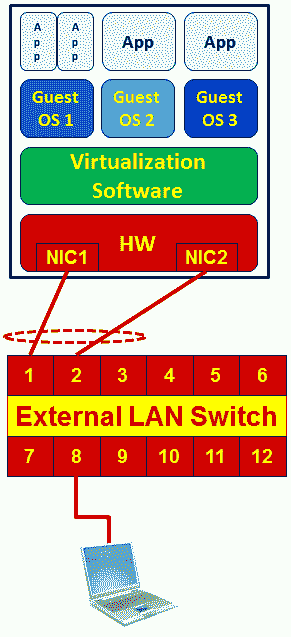 App App App App
Guest OS 1 Guest OS 2 Guest OS 3
Virtualization
Software
HW
NIC1 NIC2
1 2 3 4 5 6
External LAN Switch
7 8 9 10 11 12